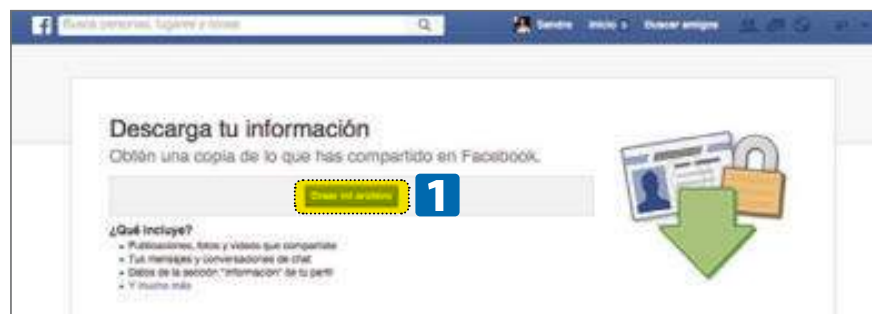 f Busca personas, lugares y cosas Sandra Inicio Buscar amigos
Descarga tu información
Obtén una copia de lo que has compartido en Facebook.
Crear mi archivo 1
¿Qué incluye?
• Publicaciones, fotos y videos que compartiste
• Tus mensajes y conversaciones de chat
• Datos de la sección "Información" de tu perfil
• Y mucho más